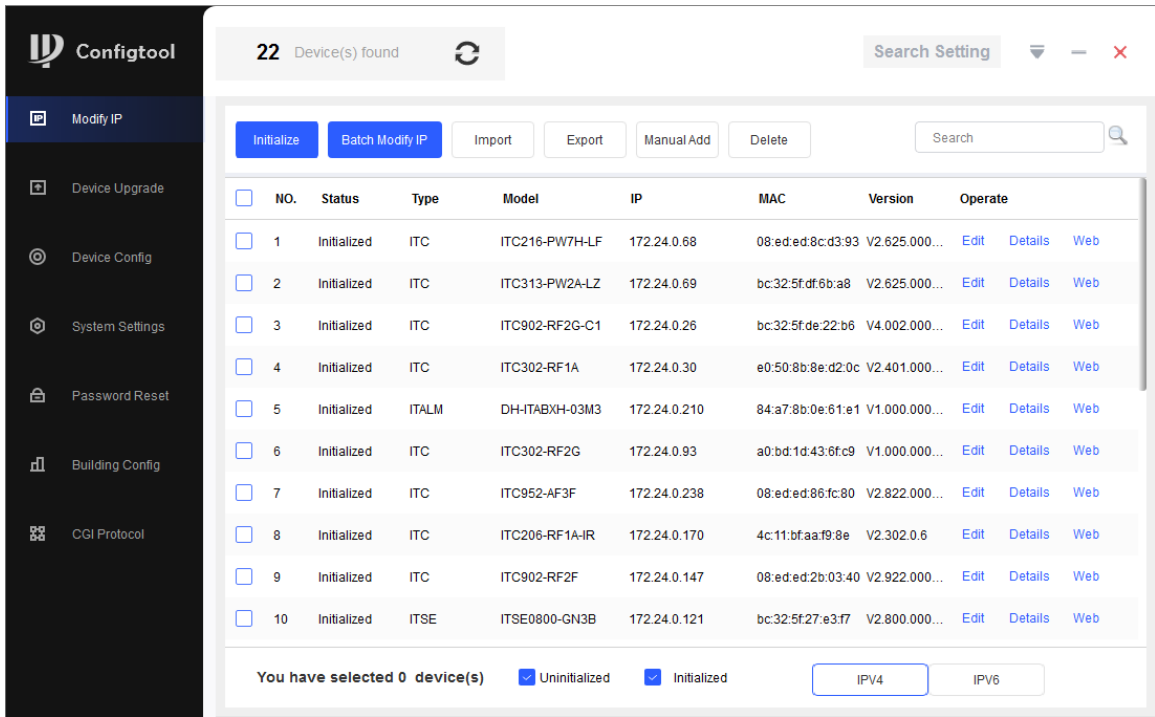 Configtool
22 Device(s) found
Search Setting
Modify IP
Device Upgrade
Device Config
System Settings
Password Reset
Building Config
CGI Protocol
Initialize Batch Modify IP Import Export Manual Add Delete Search
NO. Status Type Model IP MAC Version Operate
1 Initialized ITC ITC216-PW7H-LF 172.24.0.68 08:ed:ed:8c:d3:93 V2.625.000... Edit Details Web
2 Initialized ITC ITC313-PW2A-LZ 172.24.0.69 bc:32:5f:df:6b:a8 V2.625.000... Edit Details Web
3 Initialized ITC ITC902-RF2G-C1 172.24.0.26 bc:32:5f:de:22:b6 V4.002.000... Edit Details Web
4 Initialized ITC ITC302-RF1A 172.24.0.30 e0:50:8b:8e:d2:0c V2.401.000... Edit Details Web
5 Initialized ITALM DH-ITABXH-03M3 172.24.0.210 84:a7:8b:0e:61:e1 V1.000.000... Edit Details Web
6 Initialized ITC ITC302-RF2G 172.24.0.93 a0:bd:1d:43:6f:c9 V1.000.000... Edit Details Web
7 Initialized ITC ITC952-AF3F 172.24.0.238 08:ed:ed:86:fc:80 V2.822.000... Edit Details Web
8 Initialized ITC ITC206-RF1A-IR 172.24.0.170 4c:11:bf:aa:f9:8e V2.302.0.6 Edit Details Web
9 Initialized ITC ITC902-RF2F 172.24.0.147 08:ed:ed:2b:03:40 V2.922.000... Edit Details Web
10 Initialized ITSE ITSE0800-GN3B 172.24.0.121 bc:32:5f:27:e3:f7 V2.800.000... Edit Details Web
You have selected 0 device(s) Uninitialized Initialized IPV4 IPV6